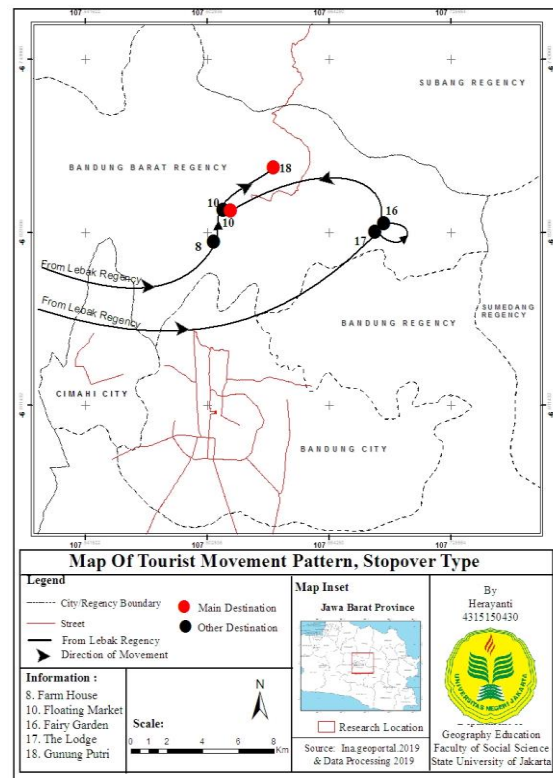 SUBANG REGENCY
BANDUNG BARAT REGENCY
18
10
10
8
16
17
From Lebak Regency
From Lebak Regency
SUMEDANG
REGENCY
BANDUNG REGENCY
CIMAHI CITY
BANDUNG CITY
Map Of Tourist Movement Pattern, Stopover Type
Legend
City/Regency Boundary
Street
From Lebak Regency
Direction of Movement
Main Destination
Other Destination
Information :
8. Farm House
10. Floating Market
16. Fairy Garden
17. The Lodge
18. Gunung Putri
N
Scale:
0 1 2 4 6 8
Km
Map Inset
Jawa Barat Province
Research Location
Source: Ina.geoportal.2019
& Data Processing 2019
By
Herayanti
4315150430
UNIVERSITAS NEGERI JAKARTA
Geography Education
Faculty of Social Science
State University of Jakarta